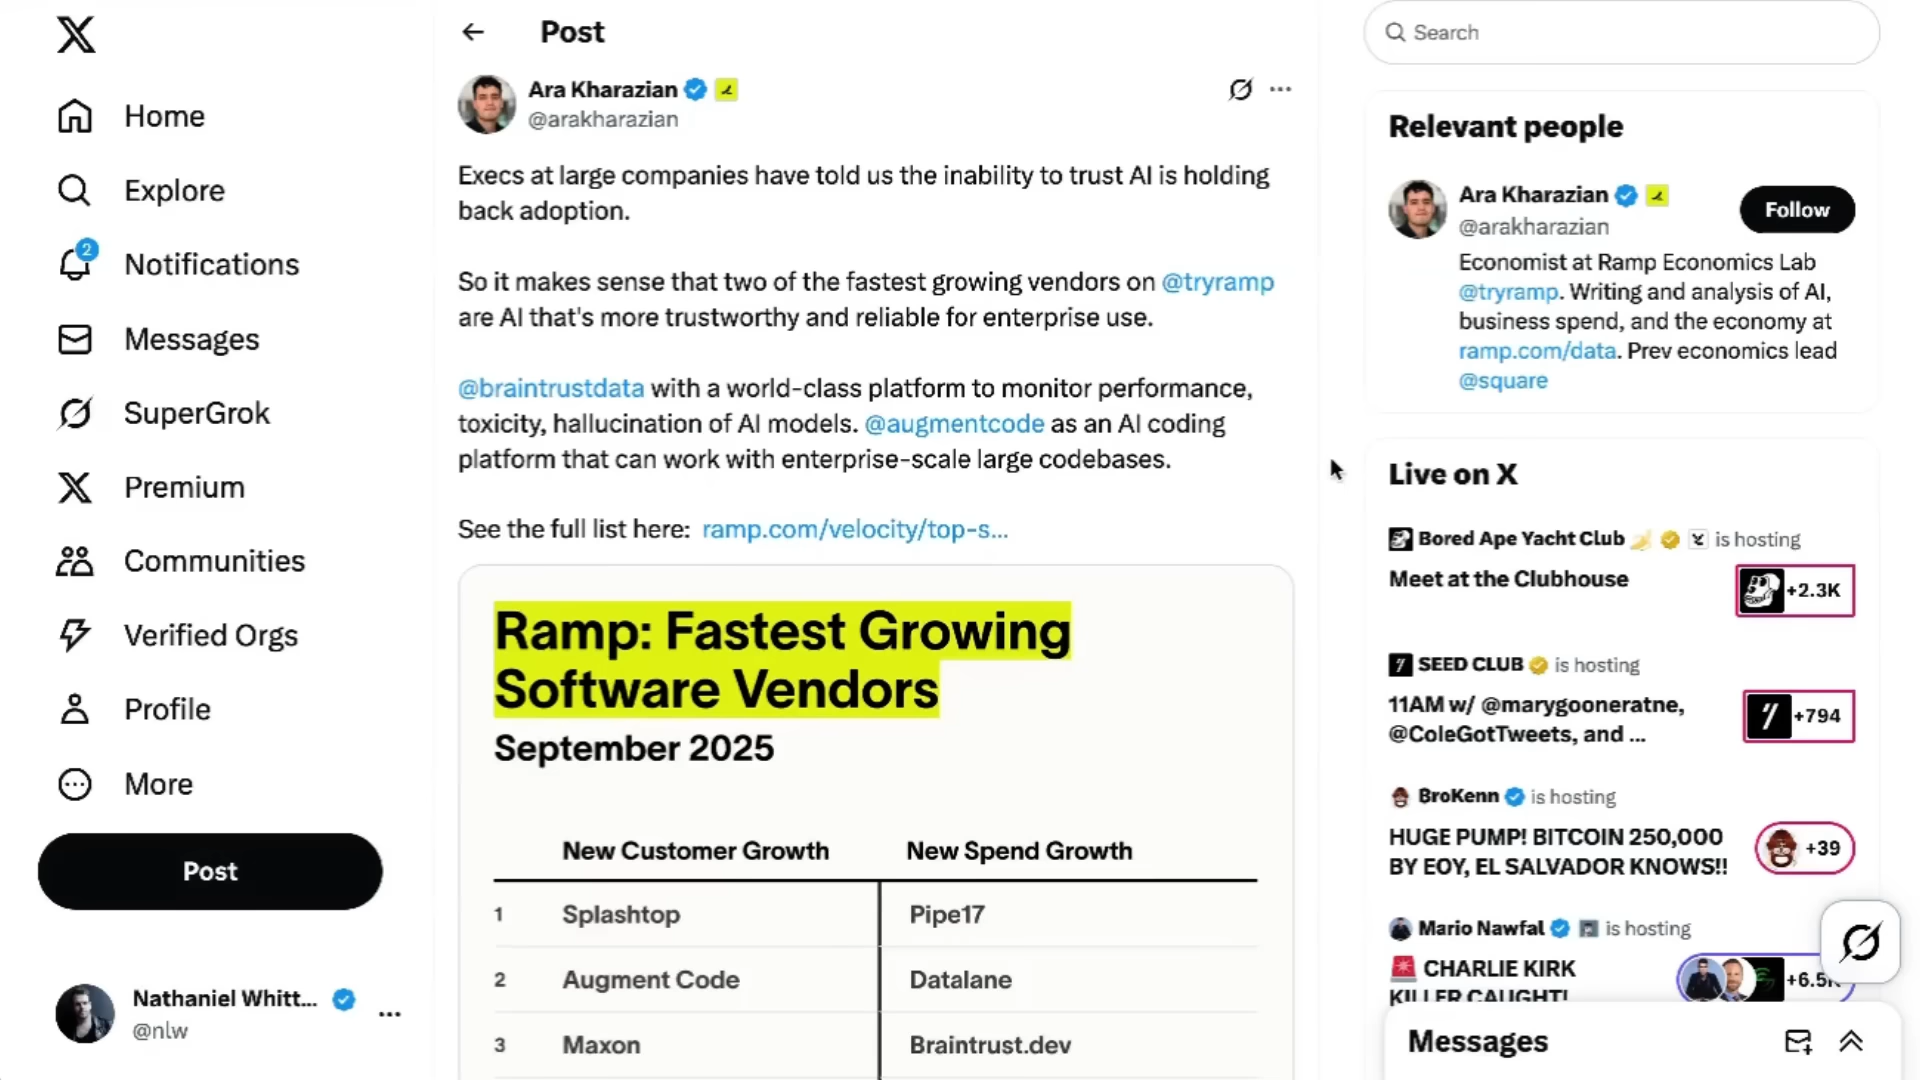 Home
Explore
2
Notifications
Messages
SuperGrok
Premium
Communities
Verified Orgs
Profile
More
Post
Nathaniel Whitt...
@nlw
Post
Ara Kharazian
@arakharazian
Execs at large companies have told us the inability to trust AI is holding
back adoption.
So it makes sense that two of the fastest growing vendors on @tryramp
are AI that's more trustworthy and reliable for enterprise use.
@braintrustdata with a world-class platform to monitor performance,
toxicity, hallucination of AI models. @augmentcode as an AI coding
platform that can work with enterprise-scale large codebases.
See the full list here: ramp.com/velocity/top-s...
Ramp: Fastest Growing
Software Vendors
September 2025
New Customer Growth New Spend Growth
1 Splashtop Pipe17
2 Augment Code Datalane
3 Maxon Braintrust.dev
Search
Relevant people
Ara Kharazian
@arakharazian
Follow
Economist at Ramp Economics Lab
@tryramp. Writing and analysis of AI,
business spend, and the economy at
ramp.com/data. Prev economics lead
@square
Live on X
Bored Ape Yacht Club is hosting
Meet at the Clubhouse
+2.3K
SEED CLUB is hosting
11AM w/ @marygooneratne,
@ColeGotTweets, and ...
+794
BroKenn is hosting
HUGE PUMP! BITCOIN 250,000
BY EOY, EL SALVADOR KNOWS!!
+39
Mario Nawfal is hosting
CHARLIE KIRK
KILLER CAUGHT!
+6.5K
Messages